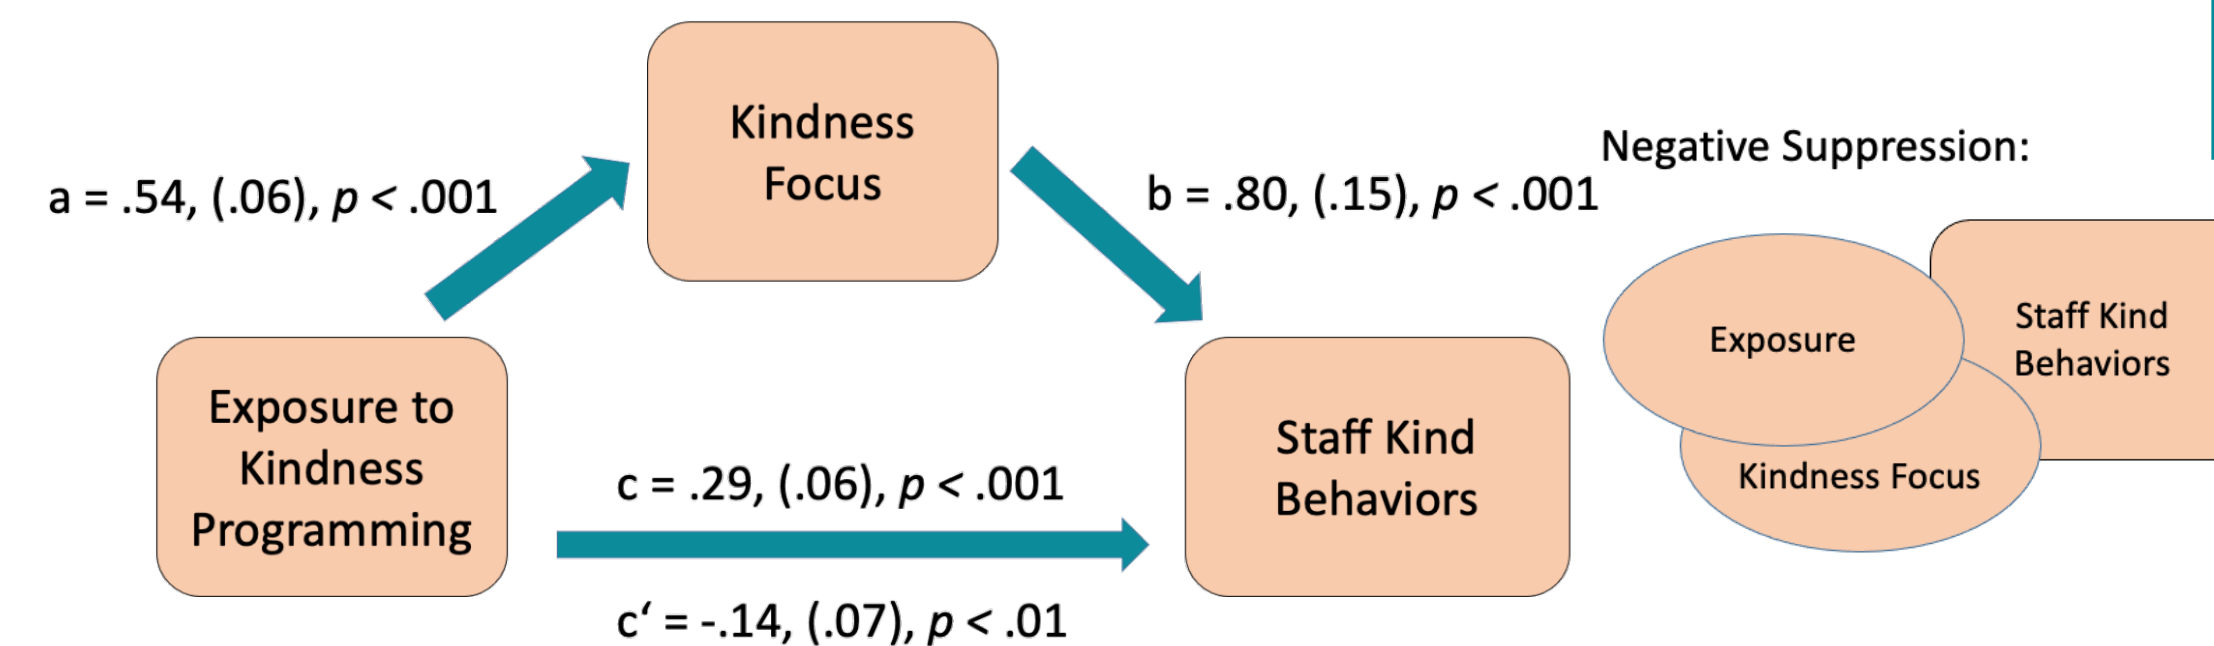 Kindness
Focus
a = .54, (.06), p < .001
b = .80, (.15), p < .001
Exposure to
Kindness
Programming
c = .29, (.06), p < .001
c‘ = -.14, (.07), p < .01
Staff Kind
Behaviors
Negative Suppression:
Exposure
Staff Kind
Behaviors
Kindness Focus